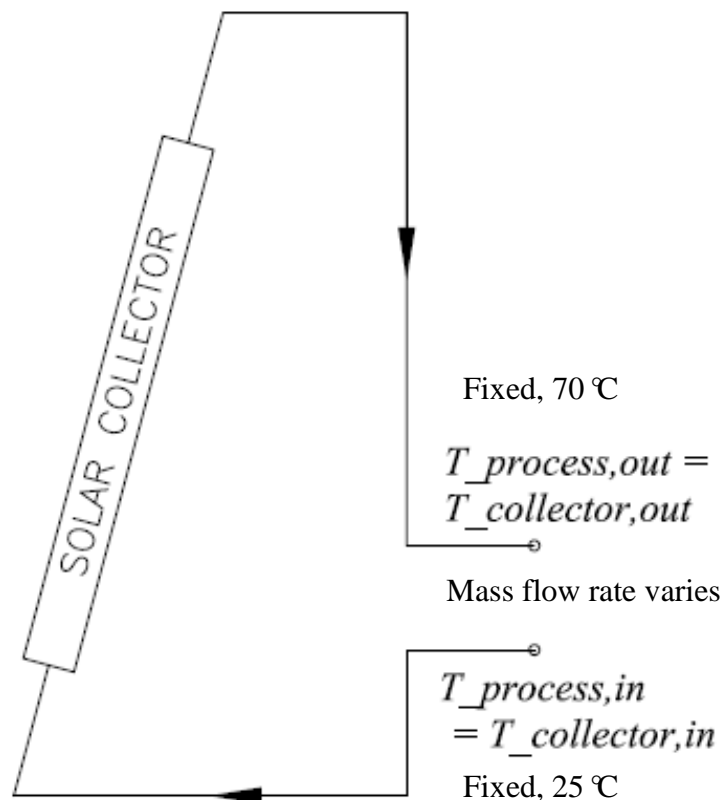 SOLAR COLLECTOR
Fixed, 70 ℃
T_process,out =
T_collector,out
Mass flow rate varies
T_process,in
= T_collector,in
Fixed, 25 ℃